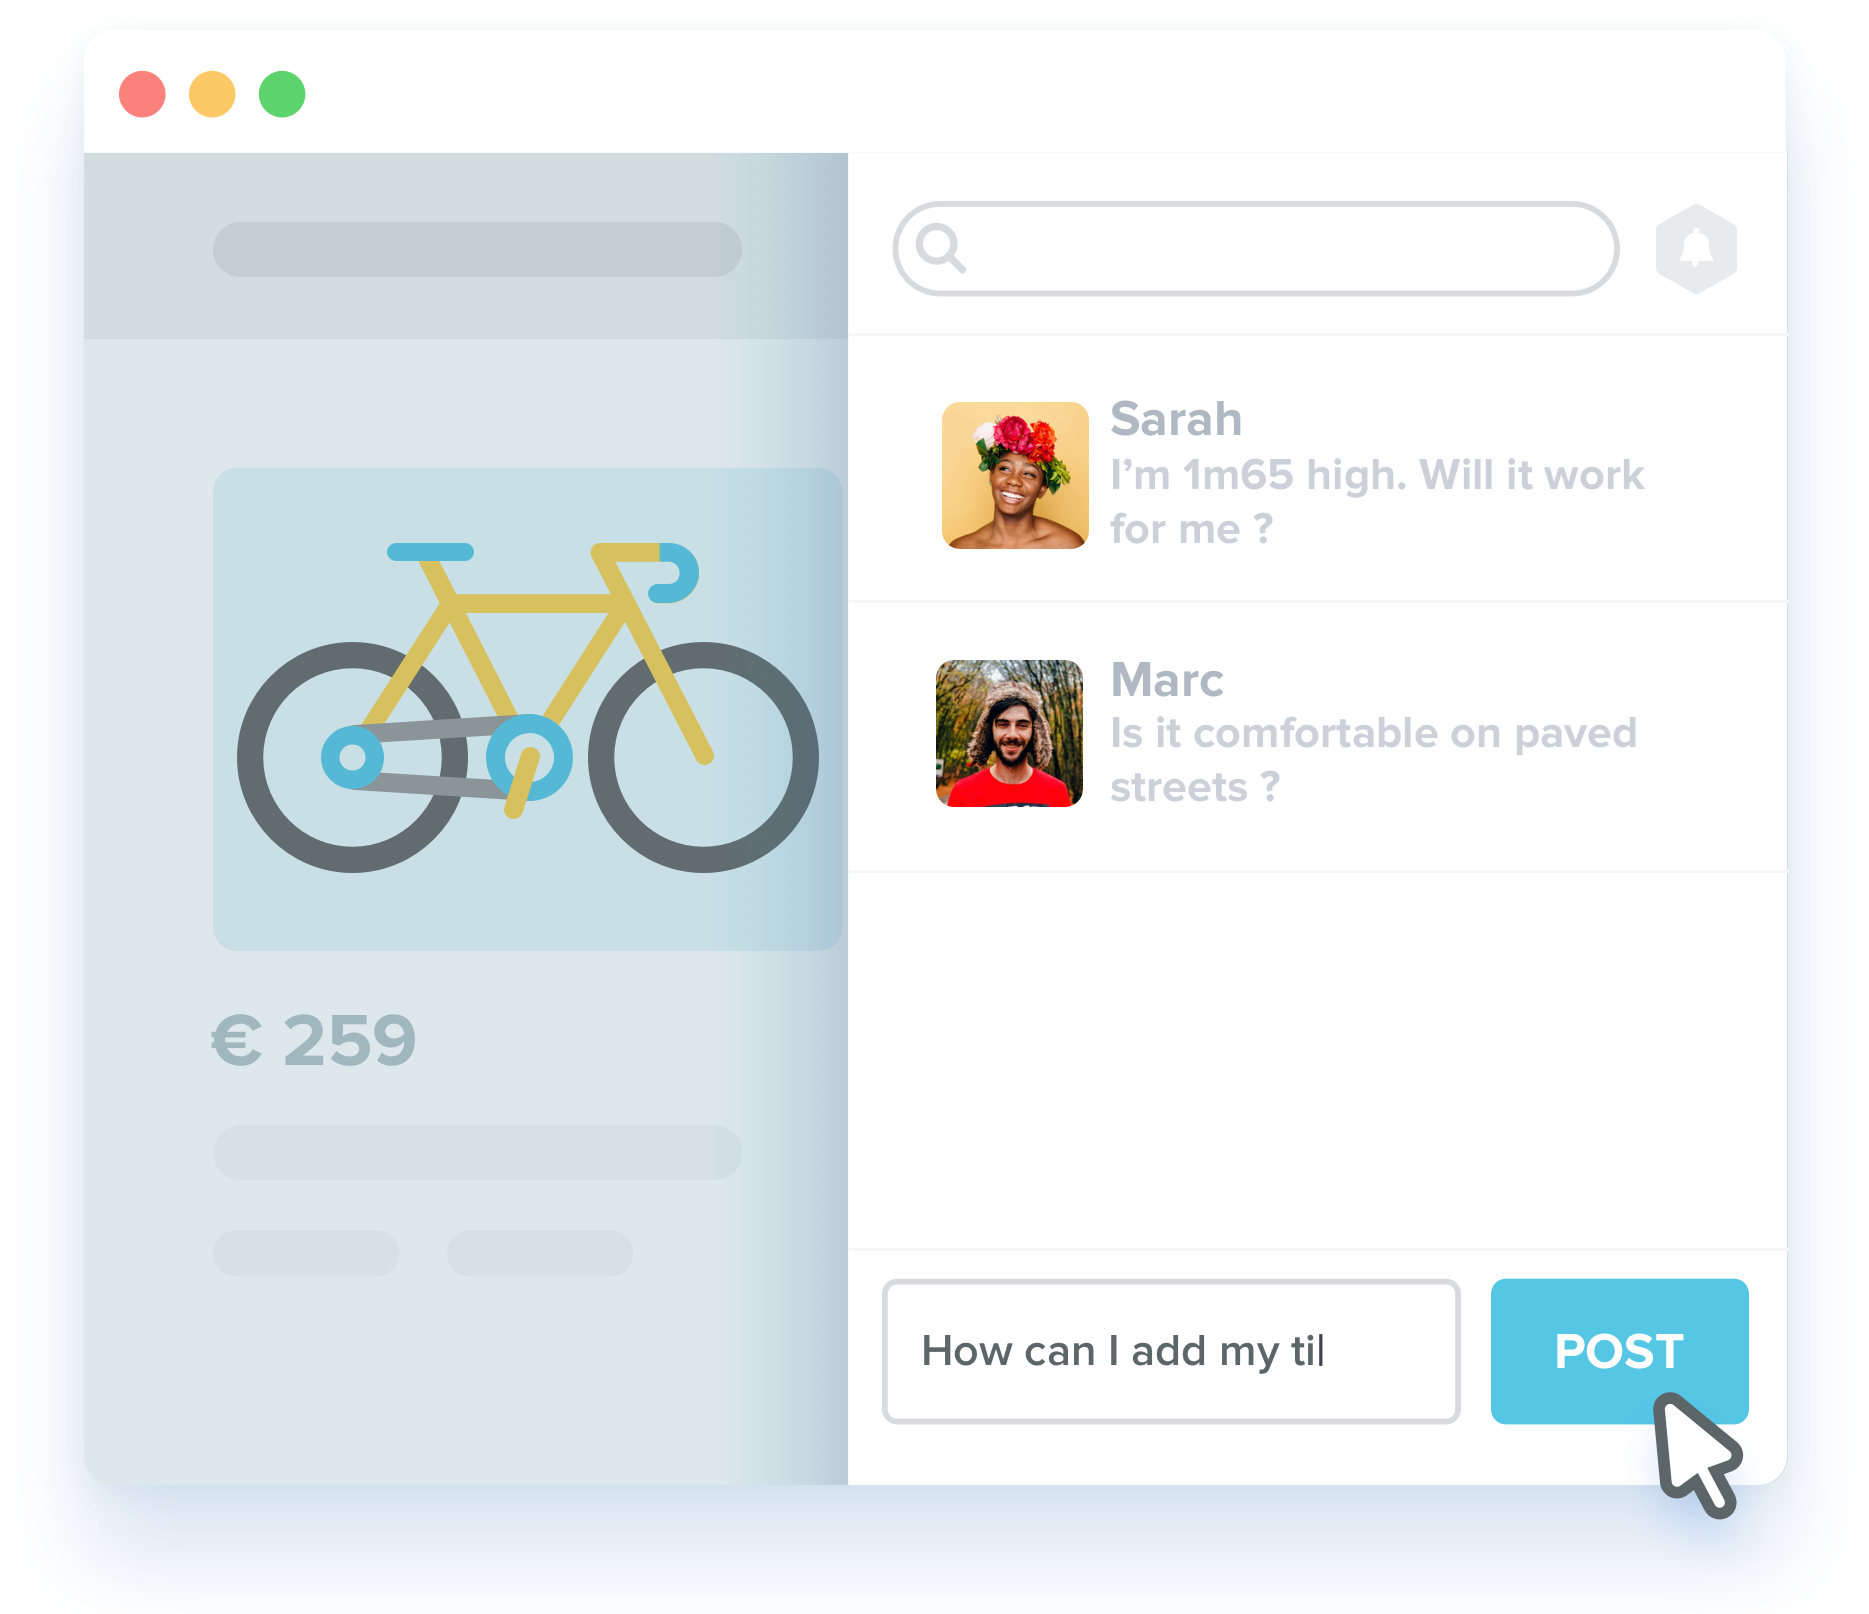 Sarah
I’m 1m65 high. Will it work
for me ?
Marc
Is it comfortable on paved
streets ?
€ 259
How can I add my ti
POST